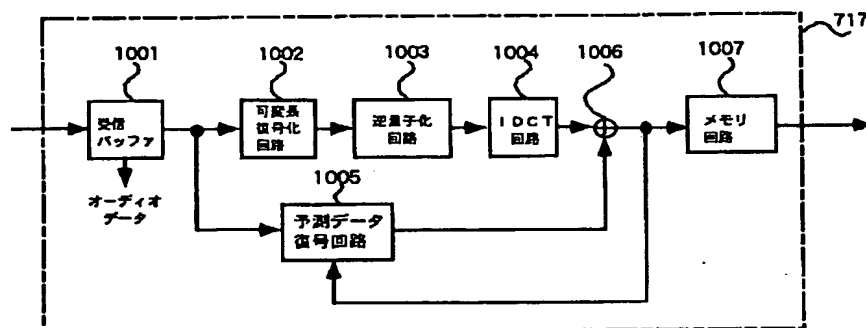 717
1001
1002
1003
1004
1006
1007
受信
バッファ
可変長
復号化
回路
逆量子化
回路
IDCT
回路
メモリ
回路
オーディオ
データ
1005
予測データ
復号回路